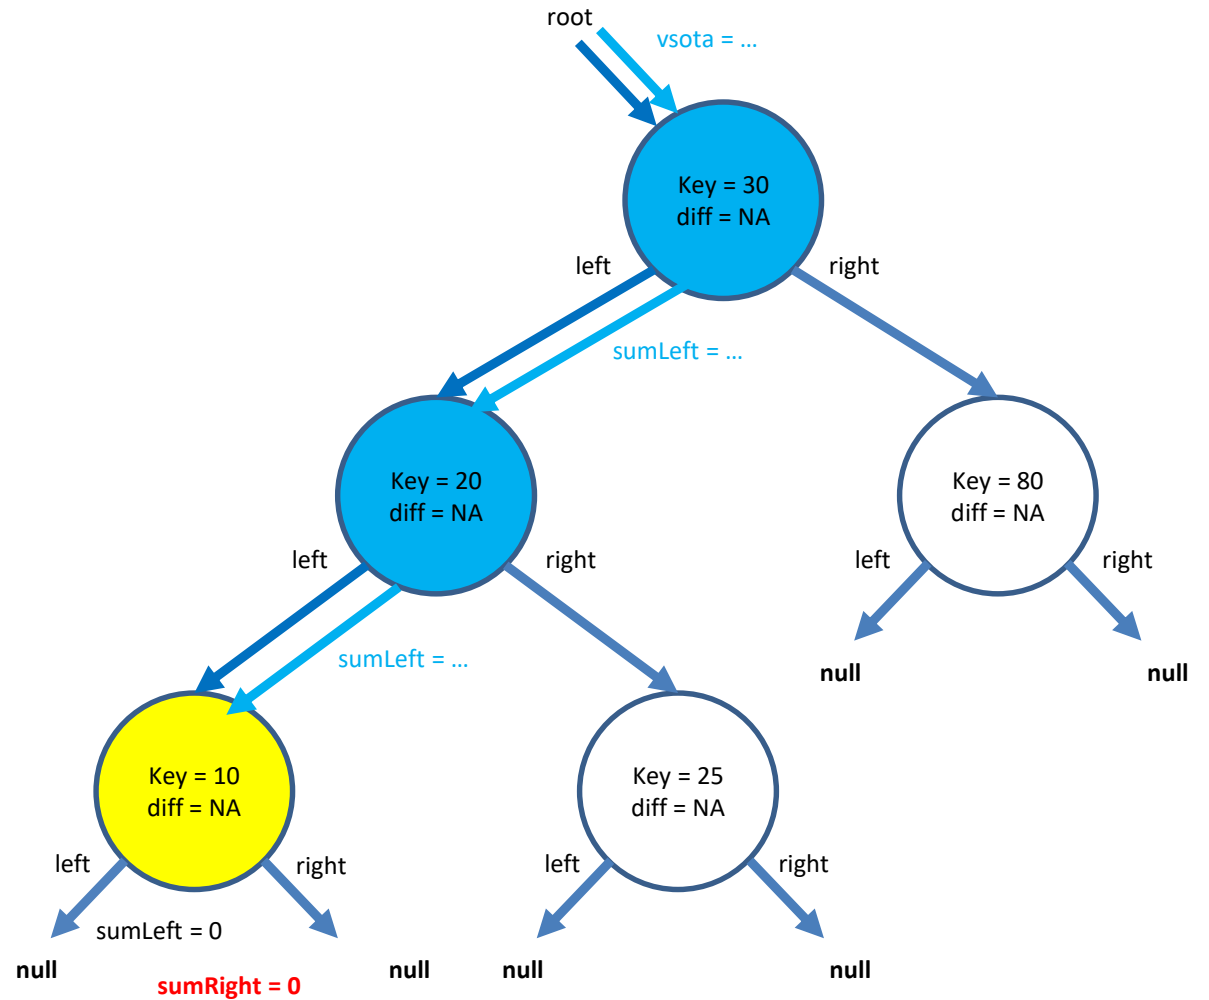 root
vsota = …
Key = 30
diff = NA
left
right
sumLeft = …
Key = 20
diff = NA
Key = 80
diff = NA
left
right
left
right
sumLeft = …
null
null
Key = 10
diff = NA
Key = 25
diff = NA
left
right
left
right
sumLeft = 0
null
null
null
null
sumRight = 0